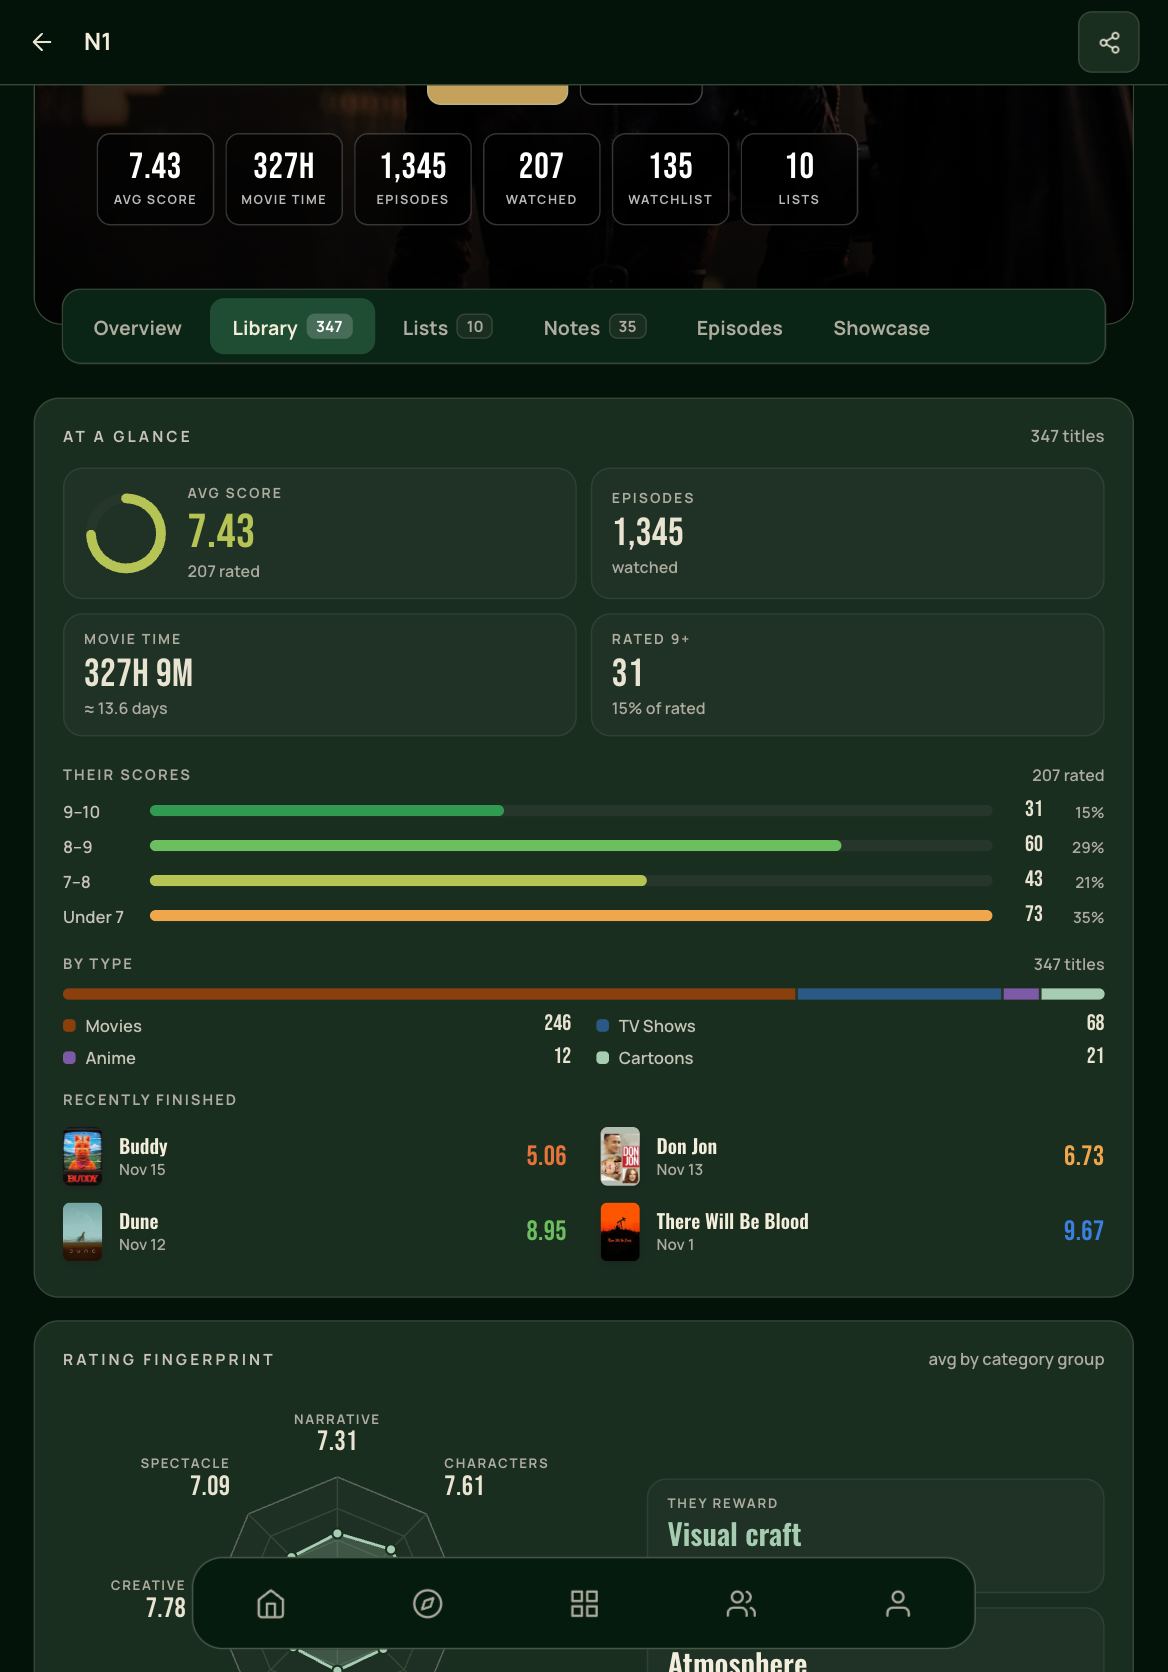 N1
7.43
AVG SCORE
327H
MOVIE TIME
1,345
EPISODES
207
WATCHED
135
WATCHLIST
10
LISTS
Overview
Library 347
Lists 10
Notes 35
Episodes
Showcase
AT A GLANCE
347 titles
AVG SCORE
7.43
207 rated
EPISODES
1,345
watched
MOVIE TIME
327H 9M
≈ 13.6 days
RATED 9+
31
15% of rated
THEIR SCORES
207 rated
9–10 31 15%
8–9 60 29%
7–8 43 21%
Under 7 73 35%
BY TYPE
347 titles
Movies 246
TV Shows 68
Anime 12
Cartoons 21
RECENTLY FINISHED
BUDDY
Buddy
Nov 15
5.06
DON
JON
Don Jon
Nov 13
6.73
DUNE
Dune
Nov 12
8.95
There Will Be Blood
Nov 1
9.67
RATING FINGERPRINT
avg by category group
NARRATIVE
7.31
SPECTACLE
7.09
CHARACTERS
7.61
CREATIVE
7.78
THEY REWARD
Visual craft
Atmosphere